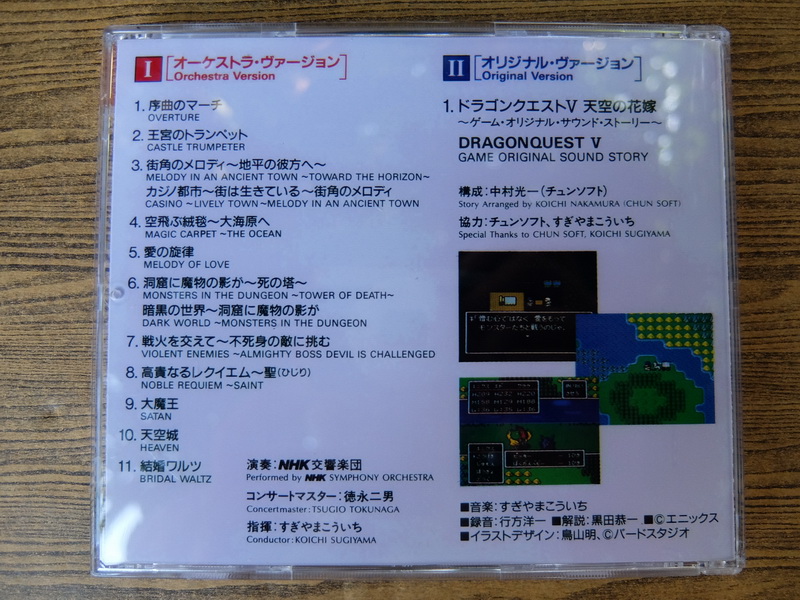 I [オーケストラ・ヴァージョン]
Orchestra Version
1. 序曲のマーチ
OVERTURE
2. 王宮のトランペット
CASTLE TRUMPETER
3. 街角のメロディ〜地平の彼方へ〜
MELODY IN AN ANCIENT TOWN ~TOWARD THE HORIZON~
カジノ都市〜街は生きている〜街角のメロディ
CASINO ~LIVELY TOWN ~MELODY IN AN ANCIENT TOWN
4. 空飛ぶ絨毯〜大海原へ
MAGIC CARPET ~THE OCEAN
5. 愛の旋律
MELODY OF LOVE
6. 洞窟に魔物の影が〜死の塔〜
MONSTERS IN THE DUNGEON ~TOWER OF DEATH~
暗黒の世界〜洞窟に魔物の影が
DARK WORLD ~MONSTERS IN THE DUNGEON
7. 戦火を交えて〜不死身の敵に挑む
VIOLENT ENEMIES ~ALMIGHTY BOSS DEVIL IS CHALLENGED
8. 高貴なるレクイエム〜聖(ひじり)
NOBLE REQUIEM ~SAINT
9. 大魔王
SATAN
10. 天空城
HEAVEN
11. 結婚ワルツ
BRIDAL WALTZ
演奏:NHK交響楽団
Performed by NHK SYMPHONY ORCHESTRA
コンサートマスター:徳永二男
Concertmaster:TSUGIO TOKUNAGA
指揮:すぎやまこういち
Conductor:KOICHI SUGIYAMA
II [オリジナル・ヴァージョン]
Original Version
1. ドラゴンクエストV 天空の花嫁
〜ゲーム・オリジナル・サウンド・ストーリー〜
DRAGONQUEST V
GAME ORIGINAL SOUND STORY
構成:中村光一(チュンソフト)
Story Arranged by KOICHI NAKAMURA (CHUN SOFT)
協力:チュンソフト、すぎやまこういち
Special Thanks to CHUN SOFT, KOICHI SUGIYAMA
■音楽:すぎやまこういち
■録音:行方洋一 ■解説:黒田恭一 ■©エニックス
■イラストデザイン:鳥山明、©バードスタジオ